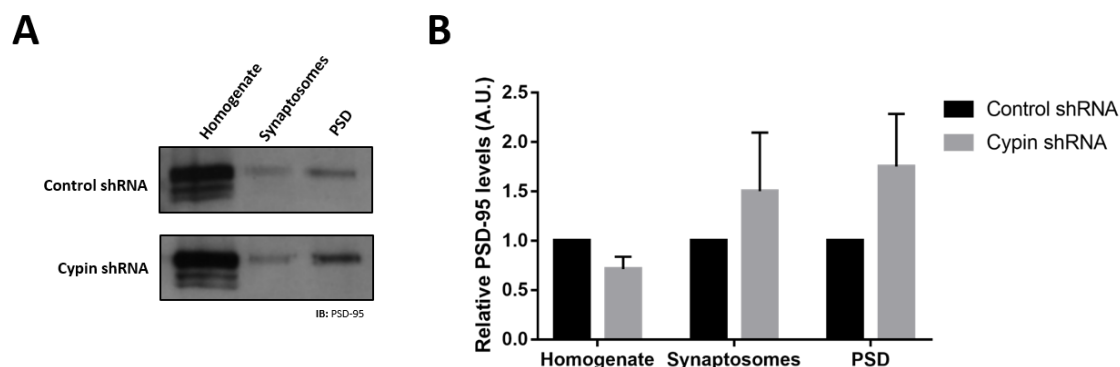 A
Homogenate
Synaptosomes
PSD
Control shRNA
Cypin shRNA
IB: PSD-95
B
Relative PSD-95 levels (A.U.)
2.5
2.0
1.5
1.0
0.5
0.0
Homogenate Synaptosomes PSD
Control shRNA
Cypin shRNA